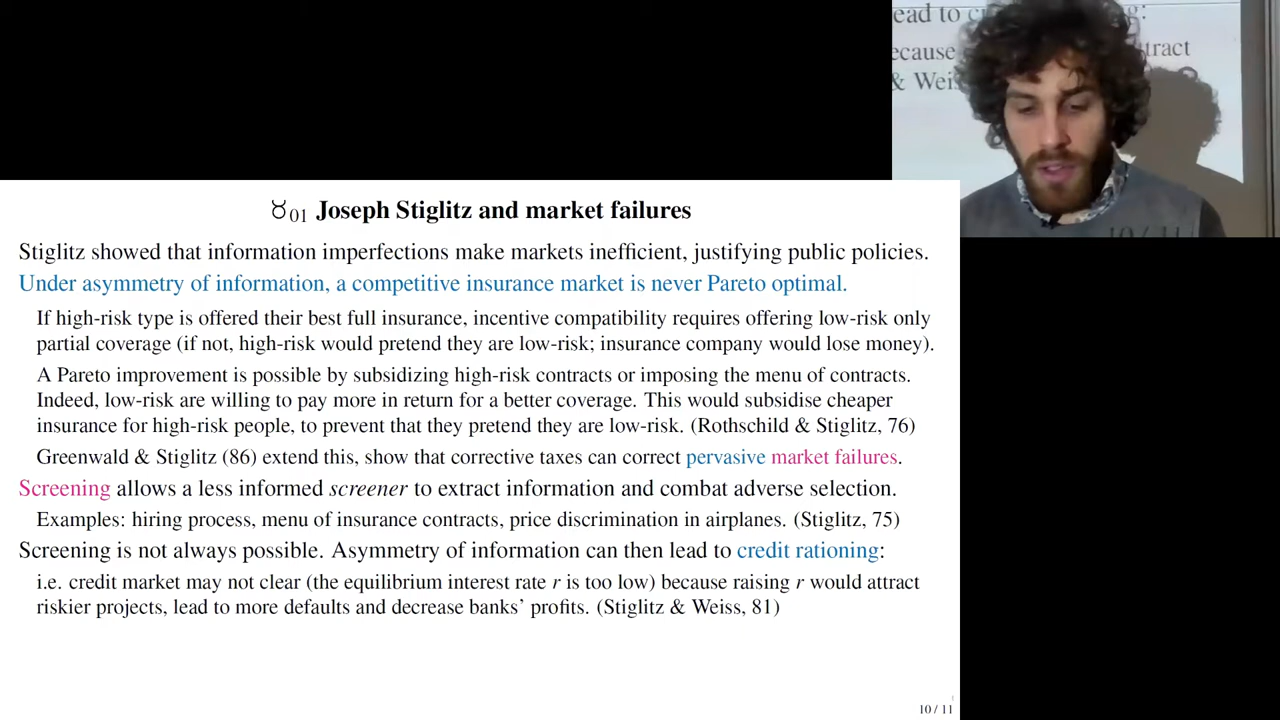 ead to cr g:
ecause tract
& Weis
♉01 Joseph Stiglitz and market failures
Stiglitz showed that information imperfections make markets inefficient, justifying public policies.
Under asymmetry of information, a competitive insurance market is never Pareto optimal.
If high-risk type is offered their best full insurance, incentive compatibility requires offering low-risk only
partial coverage (if not, high-risk would pretend they are low-risk; insurance company would lose money).
A Pareto improvement is possible by subsidizing high-risk contracts or imposing the menu of contracts.
Indeed, low-risk are willing to pay more in return for a better coverage. This would subsidise cheaper
insurance for high-risk people, to prevent that they pretend they are low-risk. (Rothschild & Stiglitz, 76)
Greenwald & Stiglitz (86) extend this, show that corrective taxes can correct pervasive market failures.
Screening allows a less informed screener to extract information and combat adverse selection.
Examples: hiring process, menu of insurance contracts, price discrimination in airplanes. (Stiglitz, 75)
Screening is not always possible. Asymmetry of information can then lead to credit rationing:
i.e. credit market may not clear (the equilibrium interest rate r is too low) because raising r would attract
riskier projects, lead to more defaults and decrease banks' profits. (Stiglitz & Weiss, 81)
10 / 11